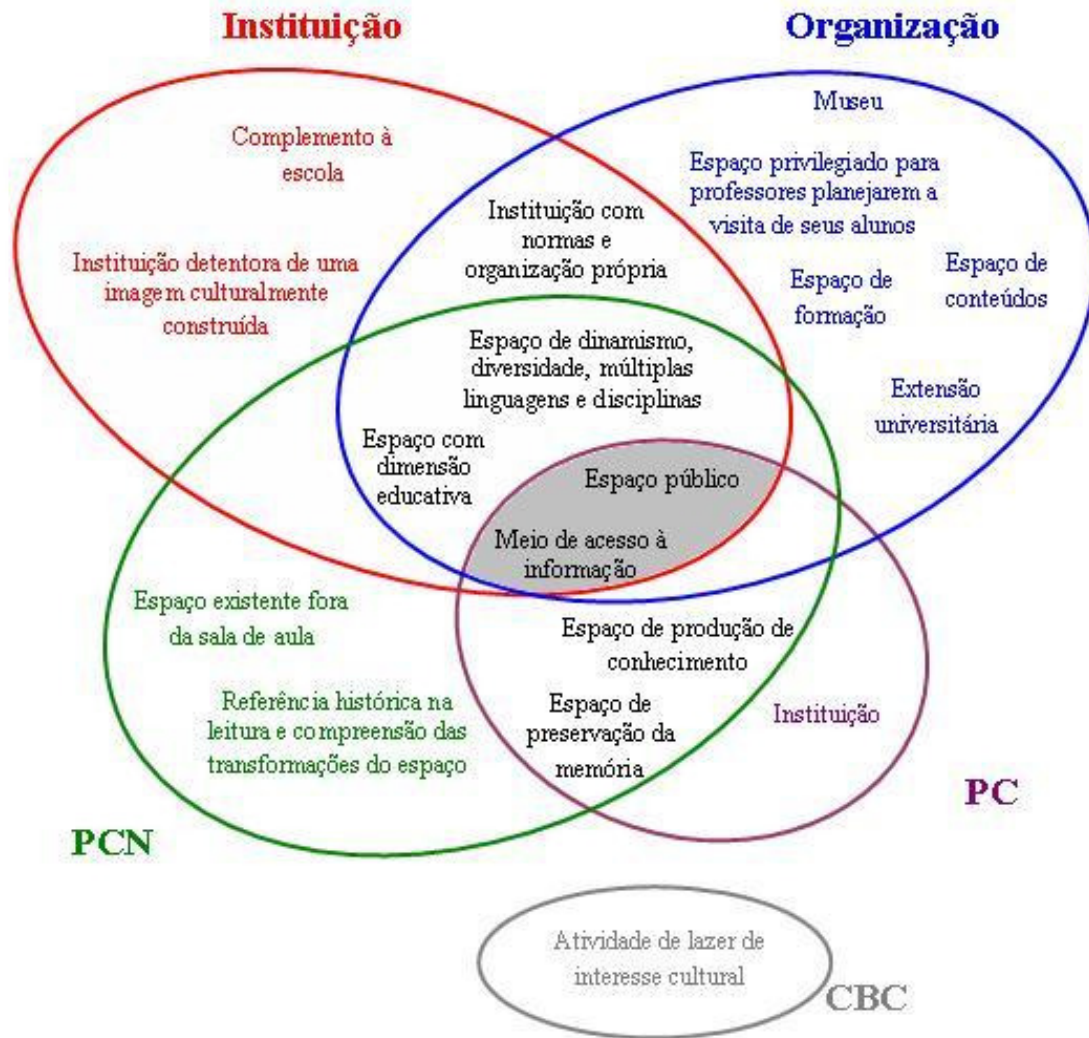 Instituição
Organização
Museu
Complemento à
escola
Espaço privilegiado para
professores planejarem a
visita de seus alunos
Instituição com
normas e
organização própria
Instituição detentora de uma
imagem culturalmente
construída
Espaço de
conteúdos
Espaço de
formação
Espaço de dinamismo,
diversidade, múltiplas
linguagens e disciplinas
Extensão
universitária
Espaço com
dimensão
educativa
Espaço público
Meio de acesso à
informação
Espaço existente fora
da sala de aula
Espaço de produção de
conhecimento
Referência histórica na
leitura e compreensão das
transformações do espaço
Espaço de
preservação da
memória
Instituição
PC
PCN
Atividade de lazer de
interesse cultural
CBC